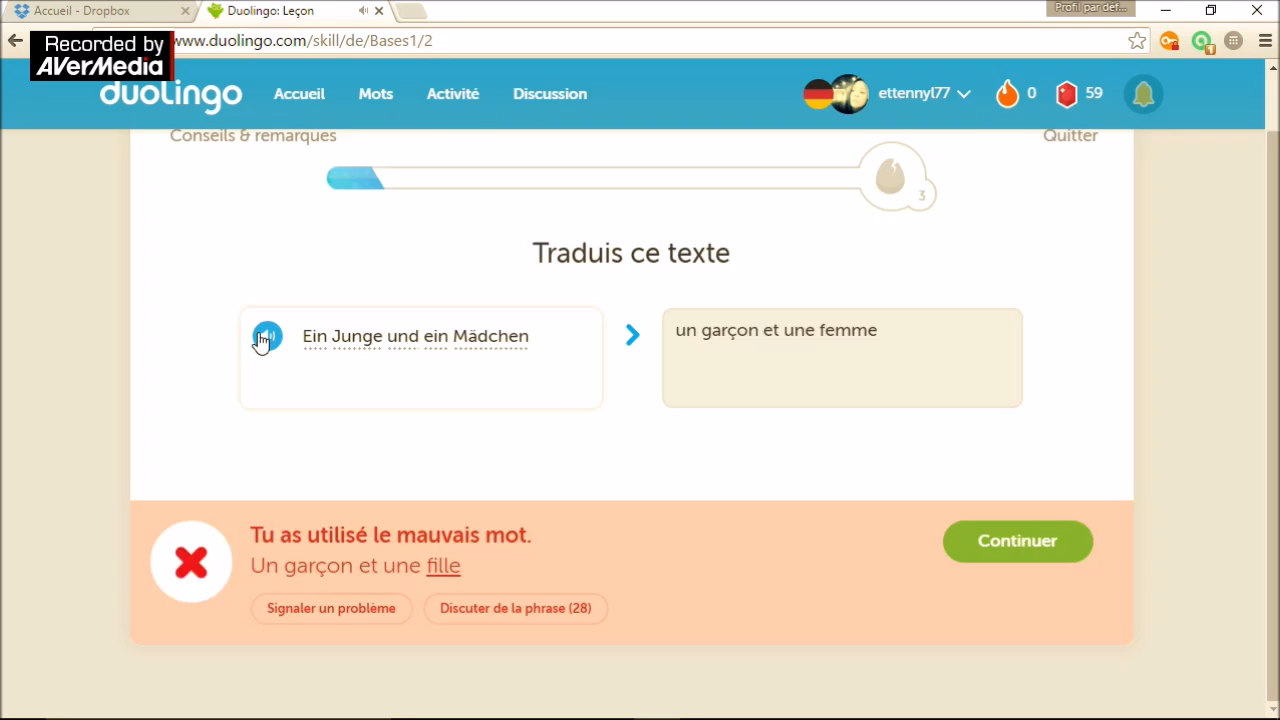 Accueil - Dropbox
Duolingo: Leçon
Profil par déf...
www.duolingo.com/skill/de/Bases1/2
Recorded by
AVerMedia
duolingo
Accueil
Mots
Activité
Discussion
ettennyl77
0
59
1
Conseils & remarques
Quitter
3
Traduis ce texte
Ein Junge und ein Mädchen
un garçon et une femme
Tu as utilisé le mauvais mot.
Un garçon et une fille
Continuer
Signaler un problème
Discuter de la phrase (28)